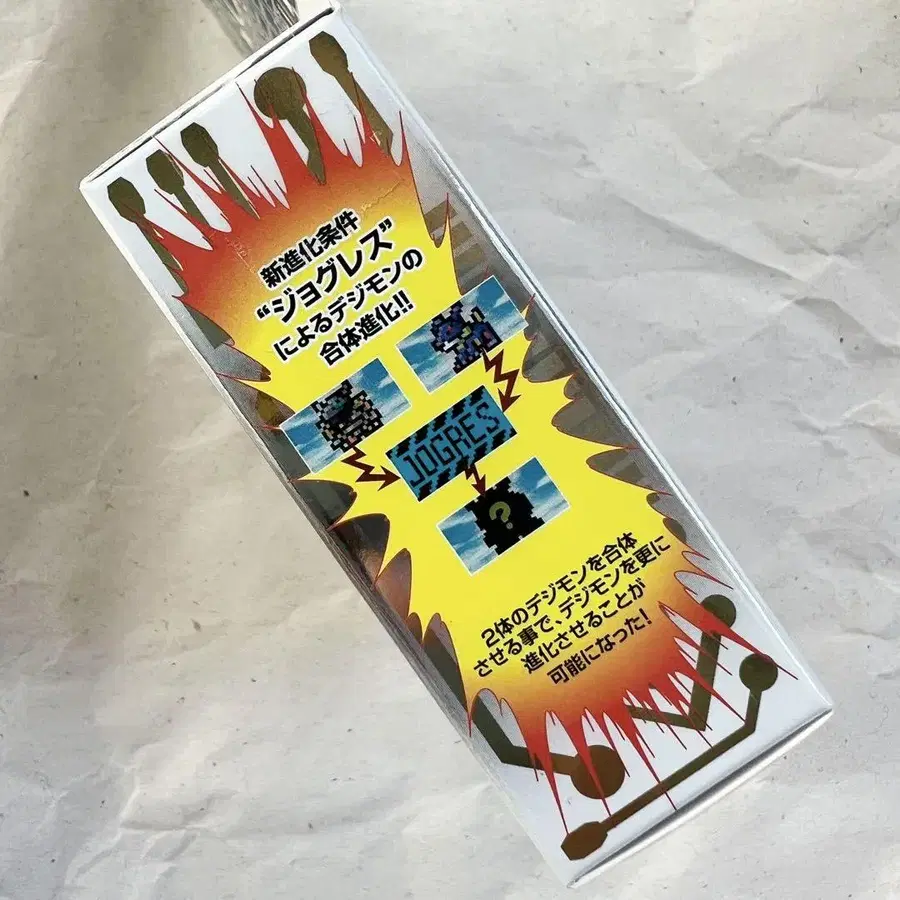 新進化条件
“ジョグレス”
によるデジモンの
合体進化!!
JOGRES
?
2体のデジモンを合体
させる事で、デジモンを更に
進化させることが
可能になった!